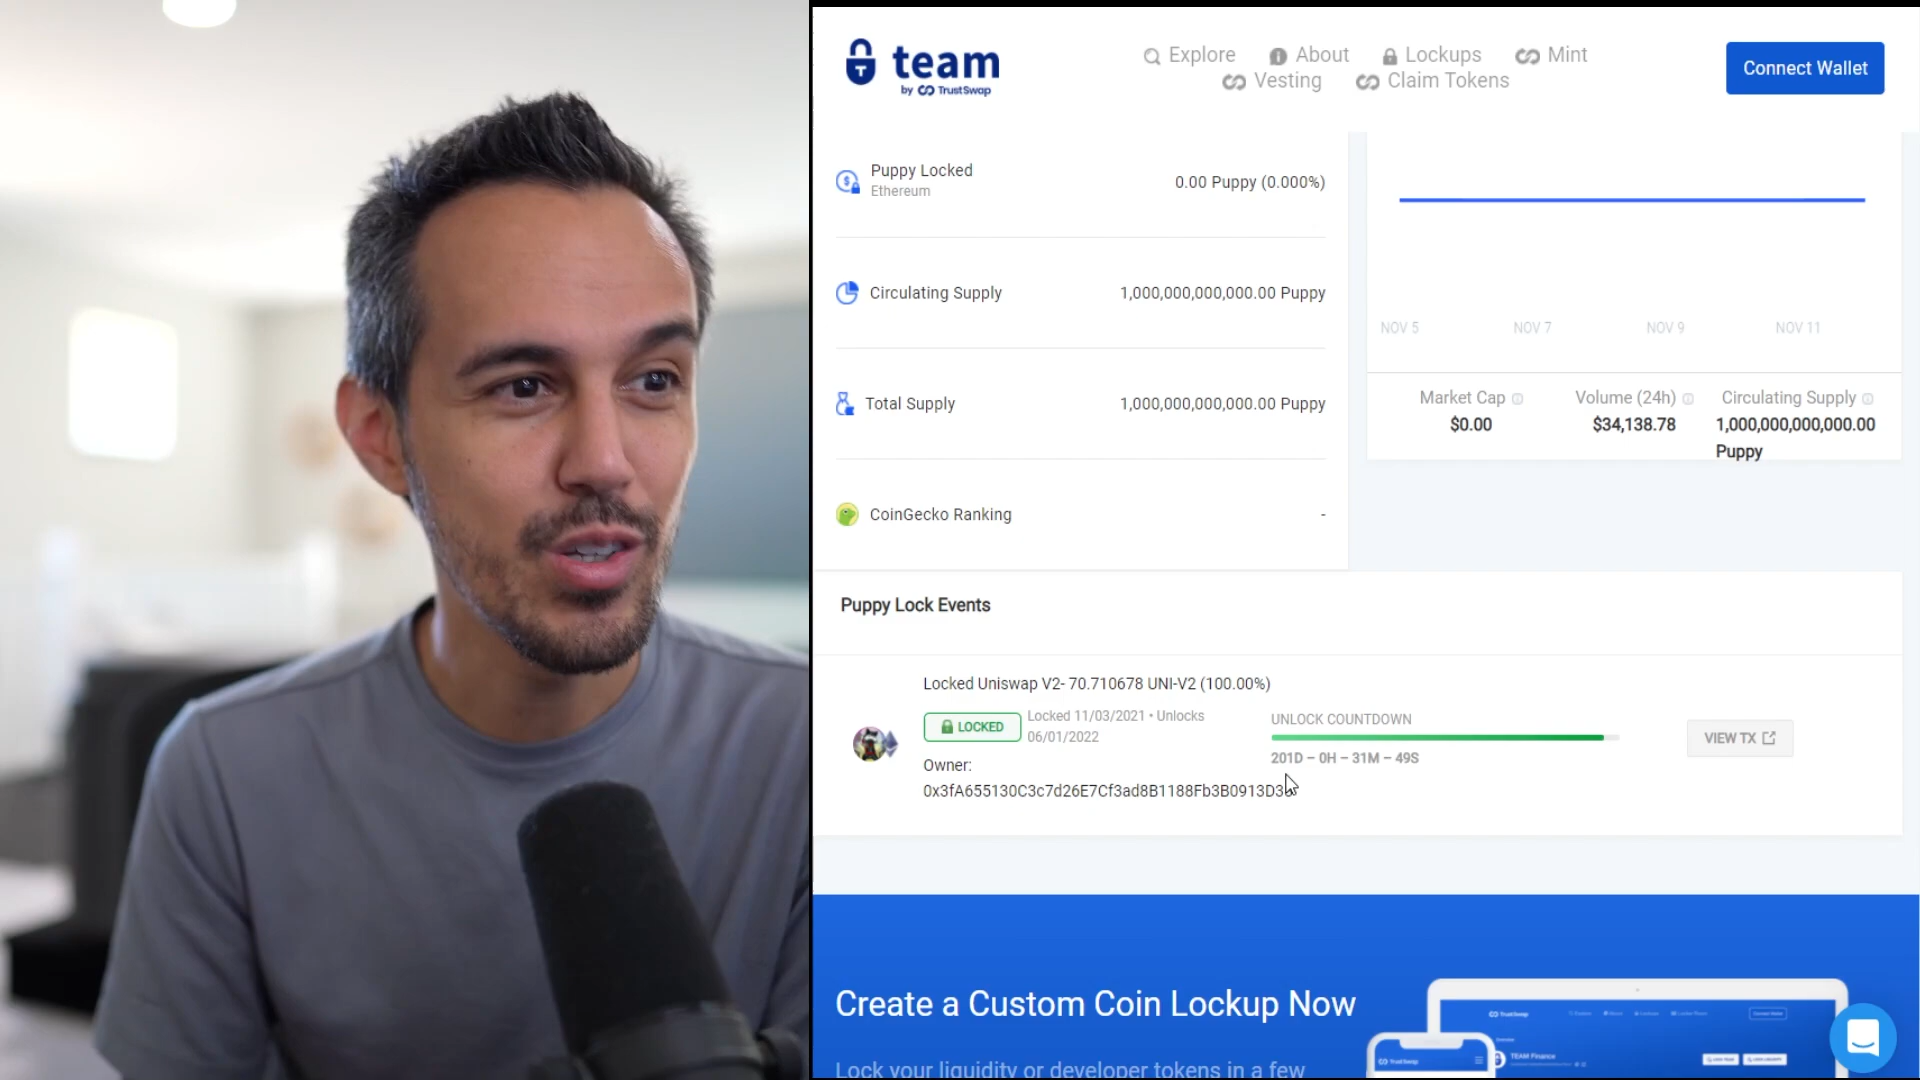 team
by TrustSwap
Explore
About
Lockups
Mint
Vesting
Claim Tokens
Connect Wallet
Puppy Locked
Ethereum
0.00 Puppy (0.000%)
Circulating Supply
1,000,000,000,000.00 Puppy
Total Supply
1,000,000,000,000.00 Puppy
CoinGecko Ranking
-
NOV 5
NOV 7
NOV 9
NOV 11
Market Cap
$0.00
Volume (24h)
$34,138.78
Circulating Supply
1,000,000,000,000.00
Puppy
Puppy Lock Events
Locked Uniswap V2- 70.710678 UNI-V2 (100.00%)
LOCKED
Locked 11/03/2021 • Unlocks
06/01/2022
Owner:
UNLOCK COUNTDOWN
201D – 0H – 31M – 49S
VIEW TX
Create a Custom Coin Lockup Now
Lock your liquidity or developer tokens in a few
TrustSwap
TrustSwap
TEAM Finance